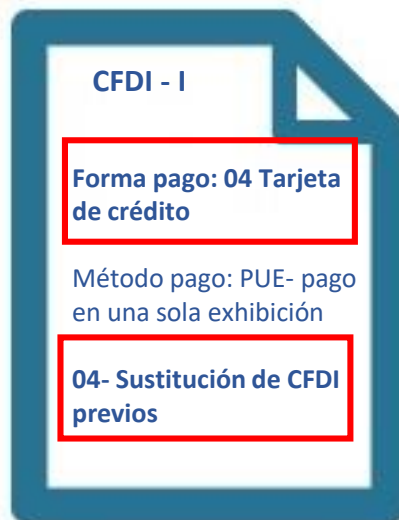 CFDI - I
Forma pago: 04 Tarjeta
de crédito
Método pago: PUE- pago
en una sola exhibición
04- Sustitución de CFDI
previos